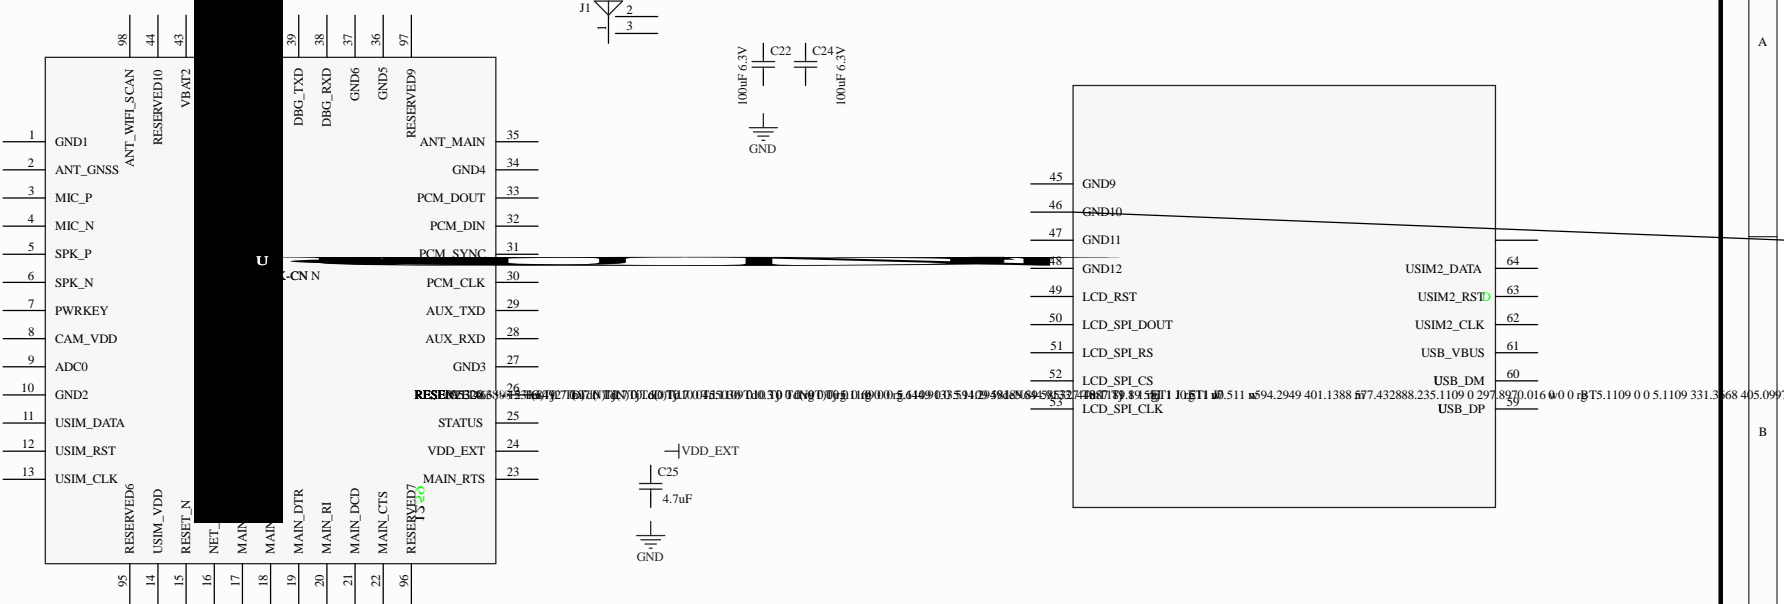 J1
2
3
1
98
44
43
39
38
37
36
97
ANT_WIFI_SCAN
RESERVED10
VBAT2
DBG_TXD
DBG_RXD
GND6
GND5
RESERVED9
C22
C24
100uF 6.3V
100uF 6.3V
GND
A
1 GND1
ANT_MAIN 35
2 ANT_GNSS
GND4 34
3 MIC_P
PCM_DOUT 33
4 MIC_N
PCM_DIN 32
5 SPK_P
PCM_SYNC 31
U
6 SPK_N
PCM_CLK 30
7 PWRKEY
AUX_TXD 29
8 CAM_VDD
AUX_RXD 28
9 ADC0
GND3 27
10 GND2
26
11 USIM_DATA
STATUS 25
12 USIM_RST
VDD_EXT 24
13 USIM_CLK
MAIN_RTS 23
RESERVED6
USIM_VDD
RESET_N
NET_
MAIN
MAIN
MAIN_DTR
MAIN_RI
MAIN_DCD
MAIN_CTS
RESERVED7
95
14
15
16
17
18
19
20
21
22
96
VDD_EXT
C25
4.7uF
GND
45 GND9
46 GND10
47 GND11
48 GND12
USIM2_DATA 64
49 LCD_RST
USIM2_RST 63
50 LCD_SPI_DOUT
USIM2_CLK 62
51 LCD_SPI_RS
USB_VBUS 61
52 LCD_SPI_CS
USB_DM 60
53 LCD_SPI_CLK
USB_DP 59
B